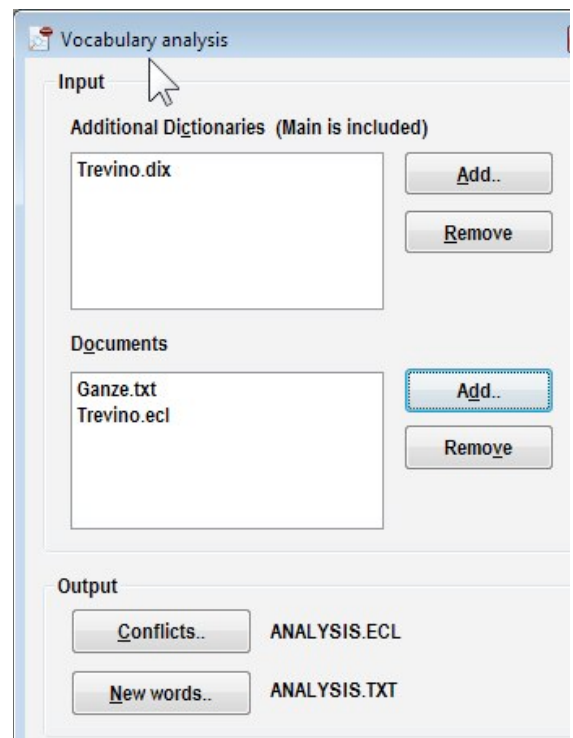 Vocabulary analysis
Input
Additional Dictionaries (Main is included)
Trevino.dix
Add..
Remove
Documents
Ganze.txt
Trevino.ecl
Add..
Remove
Output
Conflicts.. ANALYSIS.ECL
New words.. ANALYSIS.TXT